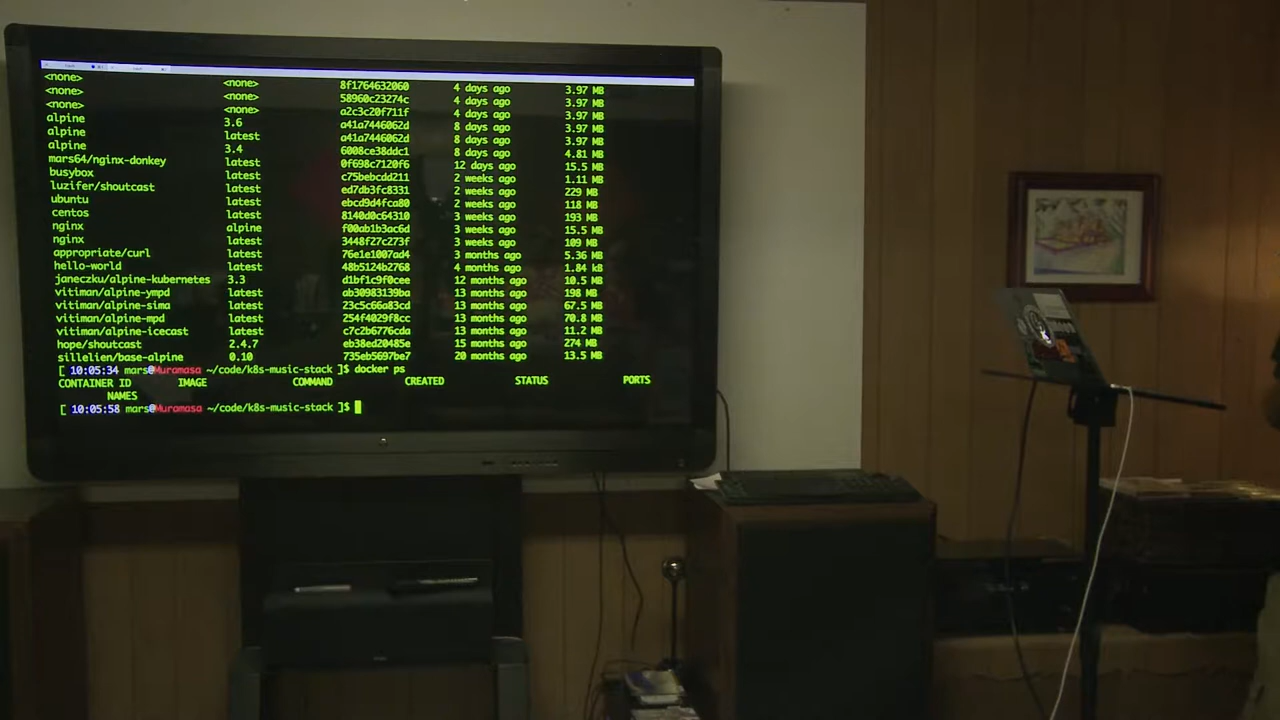 <none> <none> 8f1764632060 4 days ago 3.97 MB
<none> <none> 58960c23274c 4 days ago 3.97 MB
<none> <none> a2c3c20f711f 4 days ago 3.97 MB
alpine 3.6 a41a7446062d 8 days ago 3.97 MB
alpine latest a41a7446062d 8 days ago 3.97 MB
alpine 3.4 6008ce38ddc1 8 days ago 4.81 MB
mars64/nginx-donkey latest 0f698c7120f6 12 days ago 15.5 MB
busybox latest c75bebcdd211 2 weeks ago 1.11 MB
luzifer/shoutcast latest ed7db3fc8331 2 weeks ago 229 MB
ubuntu latest ebcd9d4fca80 2 weeks ago 118 MB
centos latest 8140d0c64310 3 weeks ago 193 MB
nginx alpine f00ab1b3ac6d 3 weeks ago 15.5 MB
nginx latest 3448f27c273f 3 weeks ago 109 MB
appropriate/curl latest 76e1e1007ad4 3 months ago 5.36 MB
hello-world latest 48b5124b2768 4 months ago 1.84 kB
janeczku/alpine-kubernetes 3.3 d1bf1c9f0cee 12 months ago 10.5 MB
vitiman/alpine-ympd latest ab30983139ba 13 months ago 198 MB
vitiman/alpine-sima latest 23c5c66a83cd 13 months ago 67.5 MB
vitiman/alpine-mpd latest 254f4029f8cc 13 months ago 70.8 MB
vitiman/alpine-icecast latest c7c2b6776cda 13 months ago 11.2 MB
hope/shoutcast 2.4.7 eb38ed20485e 15 months ago 274 MB
sillelien/base-alpine 0.10 735eb5697be7 20 months ago 13.5 MB
[ 10:05:34 mars@Muramasa ~/code/k8s-music-stack ]$ docker ps
CONTAINER ID IMAGE COMMAND CREATED STATUS PORTS
NAMES
[ 10:05:58 mars@Muramasa ~/code/k8s-music-stack ]$